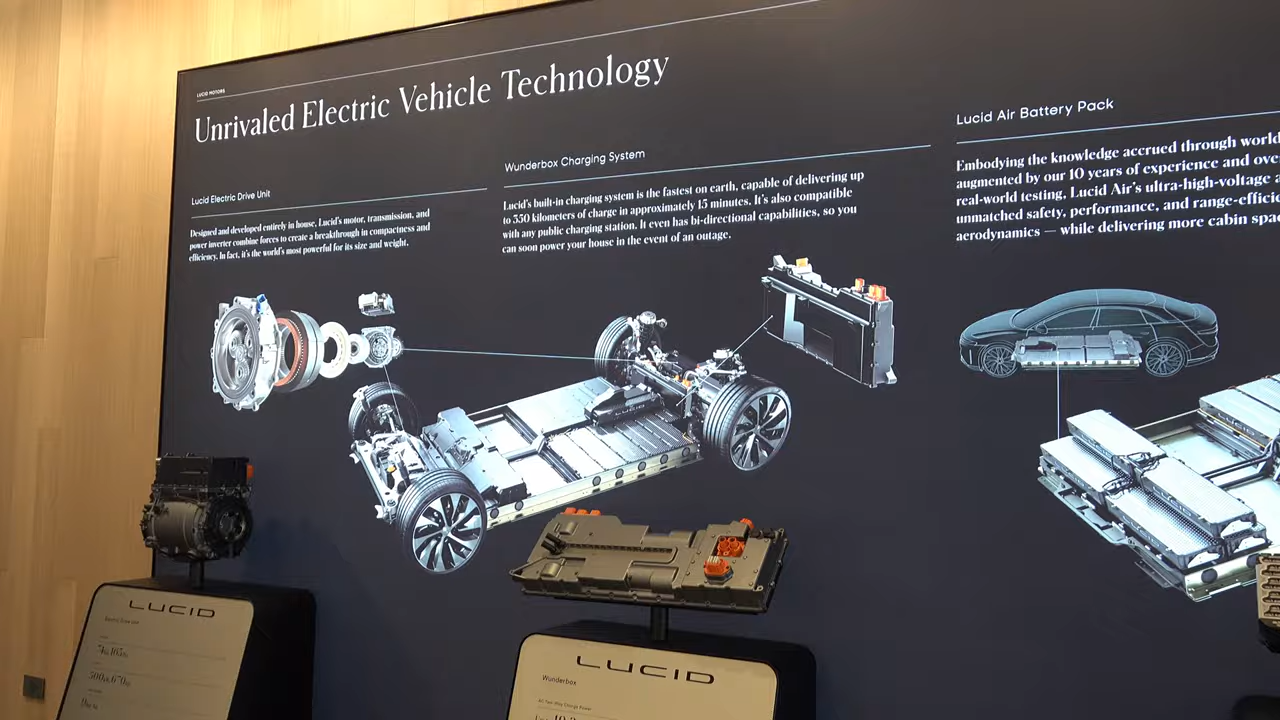 LUCID MOTORS
Unrivaled Electric Vehicle Technology
Lucid Electric Drive Unit
Designed and developed entirely in house, Lucid's motor, transmission, and
power inverter combine forces to create a breakthrough in compactness and
efficiency. In fact, it's the world's most powerful for its size and weight.
Wunderbox Charging System
Lucid's built-in charging system is the fastest on earth, capable of delivering up
to 350 kilometers of charge in approximately 15 minutes. It's also compatible
with any public charging station. It even has bi-directional capabilities, so you
can soon power your house in the event of an outage.
Lucid Air Battery Pack
Embodying the knowledge accrued through world
augmented by our 10 years of experience and ove
real-world testing, Lucid Air's ultra-high-voltage a
unmatched safety, performance, and range-effici
aerodynamics — while delivering more cabin spa
LUCID
LUCID
Electric Drive Unit
LUCID
Wunderbox